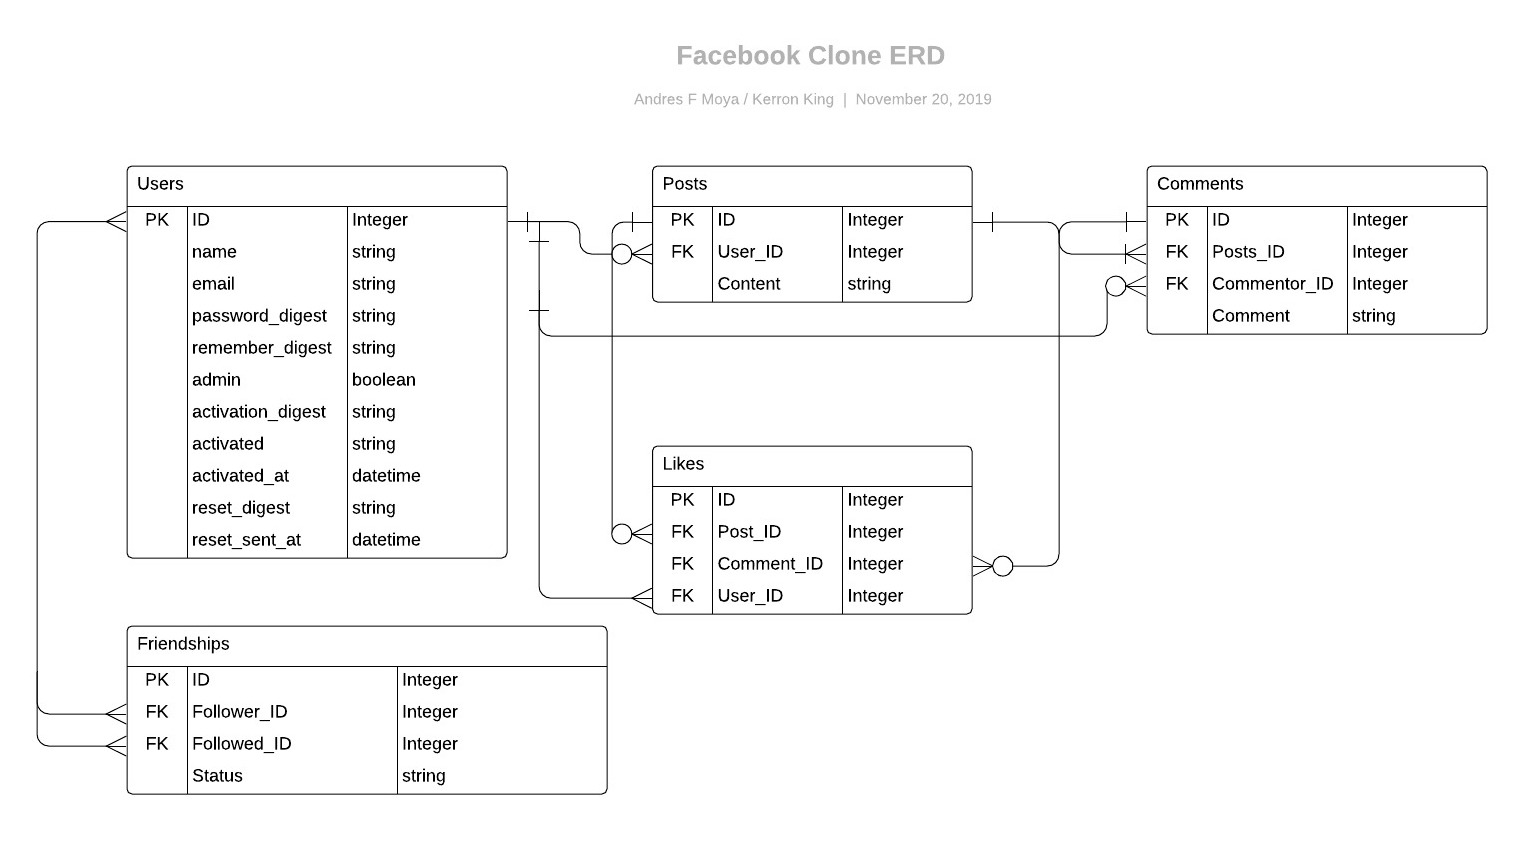 Facebook Clone ERD
Andres F Moya / Kerron King | November 20, 2019
Users
PK ID Integer
name string
email string
password_digest string
remember_digest string
admin boolean
activation_digest string
activated string
activated_at datetime
reset_digest string
reset_sent_at datetime
Posts
PK ID Integer
FK User_ID Integer
Content string
Comments
PK ID Integer
FK Posts_ID Integer
FK Commentor_ID Integer
Comment string
Likes
PK ID Integer
FK Post_ID Integer
FK Comment_ID Integer
FK User_ID Integer
Friendships
PK ID Integer
FK Follower_ID Integer
FK Followed_ID Integer
Status string